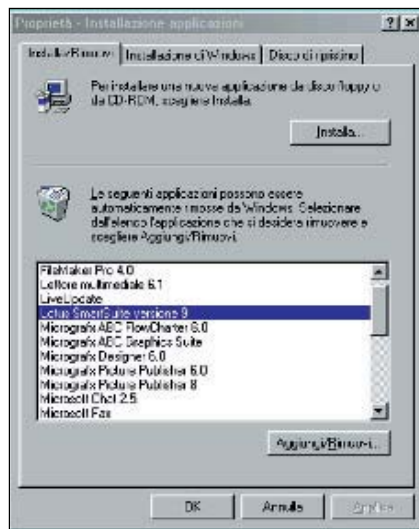 Proprietà - Installazione applicazioni
Installa/Rimuovi
Installazione di Windows
Disco di ripristino
Per installare una nuova applicazione da disco floppy o
da CD-ROM, scegliere Installa.
Installa...
Le seguenti applicazioni possono essere
automaticamente rimosse da Windows. Selezionare
dall'elenco l'applicazione che si desidera rimuovere e
scegliere Aggiungi/Rimuovi.
FileMaker Pro 4.0
Lettore multimediale 6.1
LiveUpdate
Lotus SmartSuite versione 9
Micrografx ABC FlowCharter 6.0
Micrografx ABC Graphics Suite
Micrografx Designer 6.0
Micrografx Picture Publisher 6.0
Micrografx Picture Publisher 8
Microsoft Chat 2.5
Microsoft Fax
Aggiungi/Rimuovi...
OK
Annulla
Applica